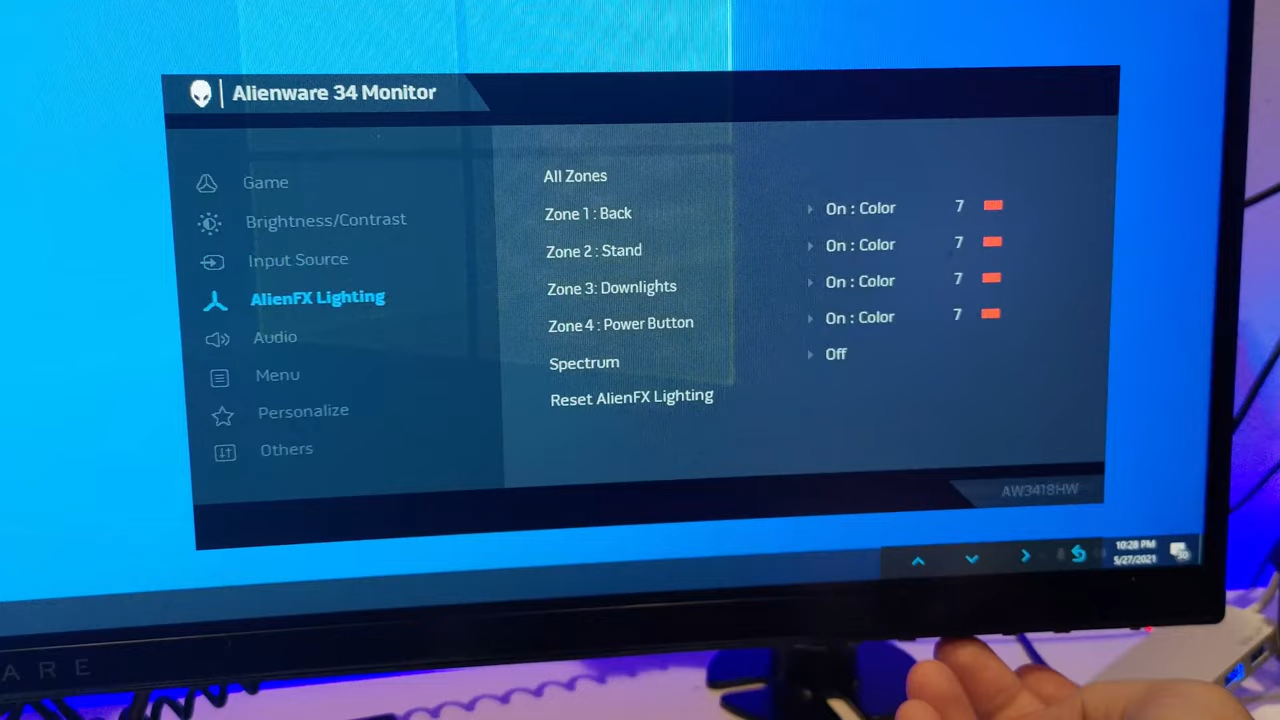 Alienware 34 Monitor
Game
Brightness/Contrast
Input Source
AlienFX Lighting
Audio
Menu
Personalize
Others
All Zones
Zone 1 : Back On : Color 7
Zone 2 : Stand On : Color 7
Zone 3: Downlights On : Color 7
Zone 4 : Power Button On : Color 7
Spectrum Off
Reset AlienFX Lighting
AW3418HW
10:28 PM
5/27/2021
ARE